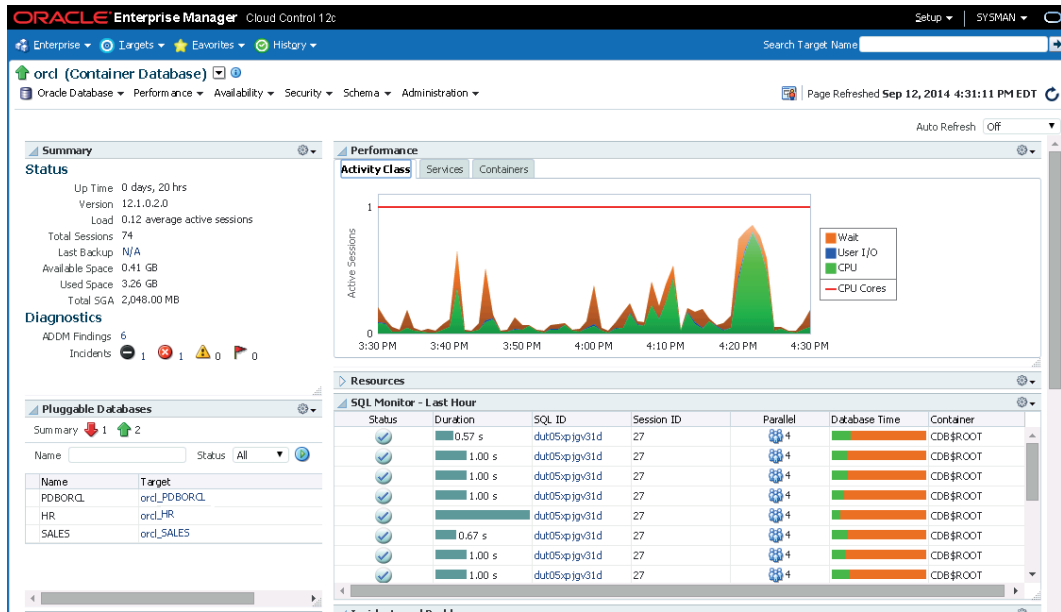 ORACLE Enterprise Manager Cloud Control 12c
Setup SYSMAN
Enterprise Targets Favorites History
Search Target Name
orcl (Container Database)
Oracle Database Performance Availability Security Schema Administration
Page Refreshed Sep 12, 2014 4:31:11 PM EDT
Auto Refresh Off
Summary
Status
Up Time 0 days, 20 hrs
Version 12.1.0.2.0
Load 0.12 average active sessions
Total Sessions 74
Last Backup N/A
Available Space 0.41 GB
Used Space 3.26 GB
Total SGA 2,048.00 MB
Diagnostics
ADDM Findings 6
Incidents 1 1 0 0
Pluggable Databases
Summary 1 2
Name Status All
Name Target
PDBORCL orcl_PDBORCL
HR orcl_HR
SALES orcl_SALES
Performance
Activity Class Services Containers
Active Sessions
1
0
3:30 PM 3:40 PM 3:50 PM 4:00 PM 4:10 PM 4:20 PM 4:30 PM
Wait
User I/O
CPU
CPU Cores
Resources
SQL Monitor - Last Hour
Status Duration SQL ID Session ID Parallel Database Time Container
0.57 s dut05xpjgv31d 27 4 CDB$ROOT
1.00 s dut05xpjgv31d 27 4 CDB$ROOT
1.00 s dut05xpjgv31d 27 4 CDB$ROOT
1.00 s dut05xpjgv31d 27 4 CDB$ROOT
dut05xpjgv31d 27 4 CDB$ROOT
0.67 s dut05xpjgv31d 27 4 CDB$ROOT
1.00 s dut05xpjgv31d 27 4 CDB$ROOT
1.00 s dut05xpjgv31d 27 4 CDB$ROOT